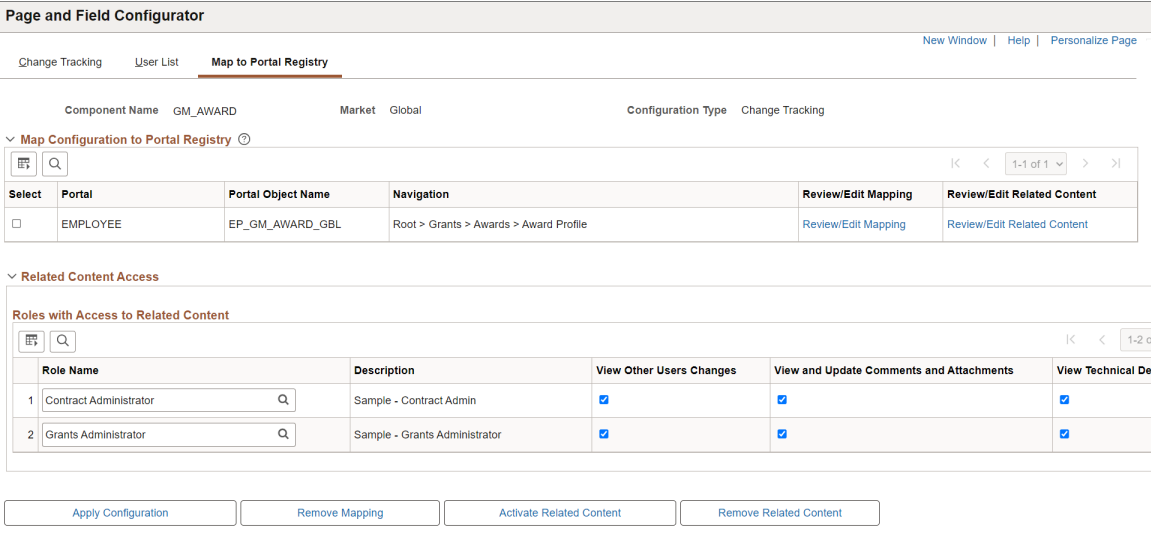 Page and Field Configurator
New Window | Help | Personalize Page
Change Tracking User List Map to Portal Registry
Component Name GM_AWARD Market Global Configuration Type Change Tracking
Map Configuration to Portal Registry ?
1-1 of 1
Select Portal Portal Object Name Navigation Review/Edit Mapping Review/Edit Related Content
EMPLOYEE EP_GM_AWARD_GBL Root > Grants > Awards > Award Profile Review/Edit Mapping Review/Edit Related Content
Related Content Access
Roles with Access to Related Content
1-2 o
Role Name Description View Other Users Changes View and Update Comments and Attachments View Technical De
1 Contract Administrator Sample - Contract Admin
2 Grants Administrator Sample - Grants Administrator
Apply Configuration Remove Mapping Activate Related Content Remove Related Content